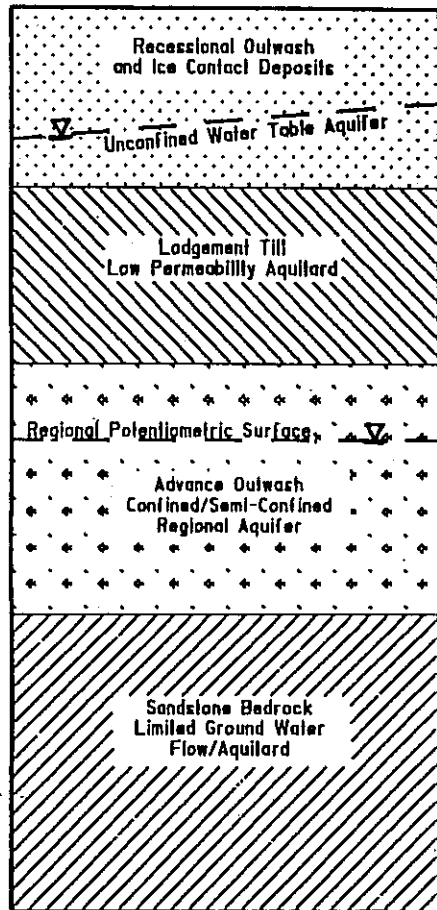 Recessional Outwash
and Ice Contact Deposits
Unconfined Water Table Aquifer
Lodgement Till
Low Permeability Aquitard
Regional Potentiometric Surface
Advance Outwash
Confined/Semi-Confined
Regional Aquifer
Sandstone Bedrock
Limited Ground Water
Flow/Aquitard